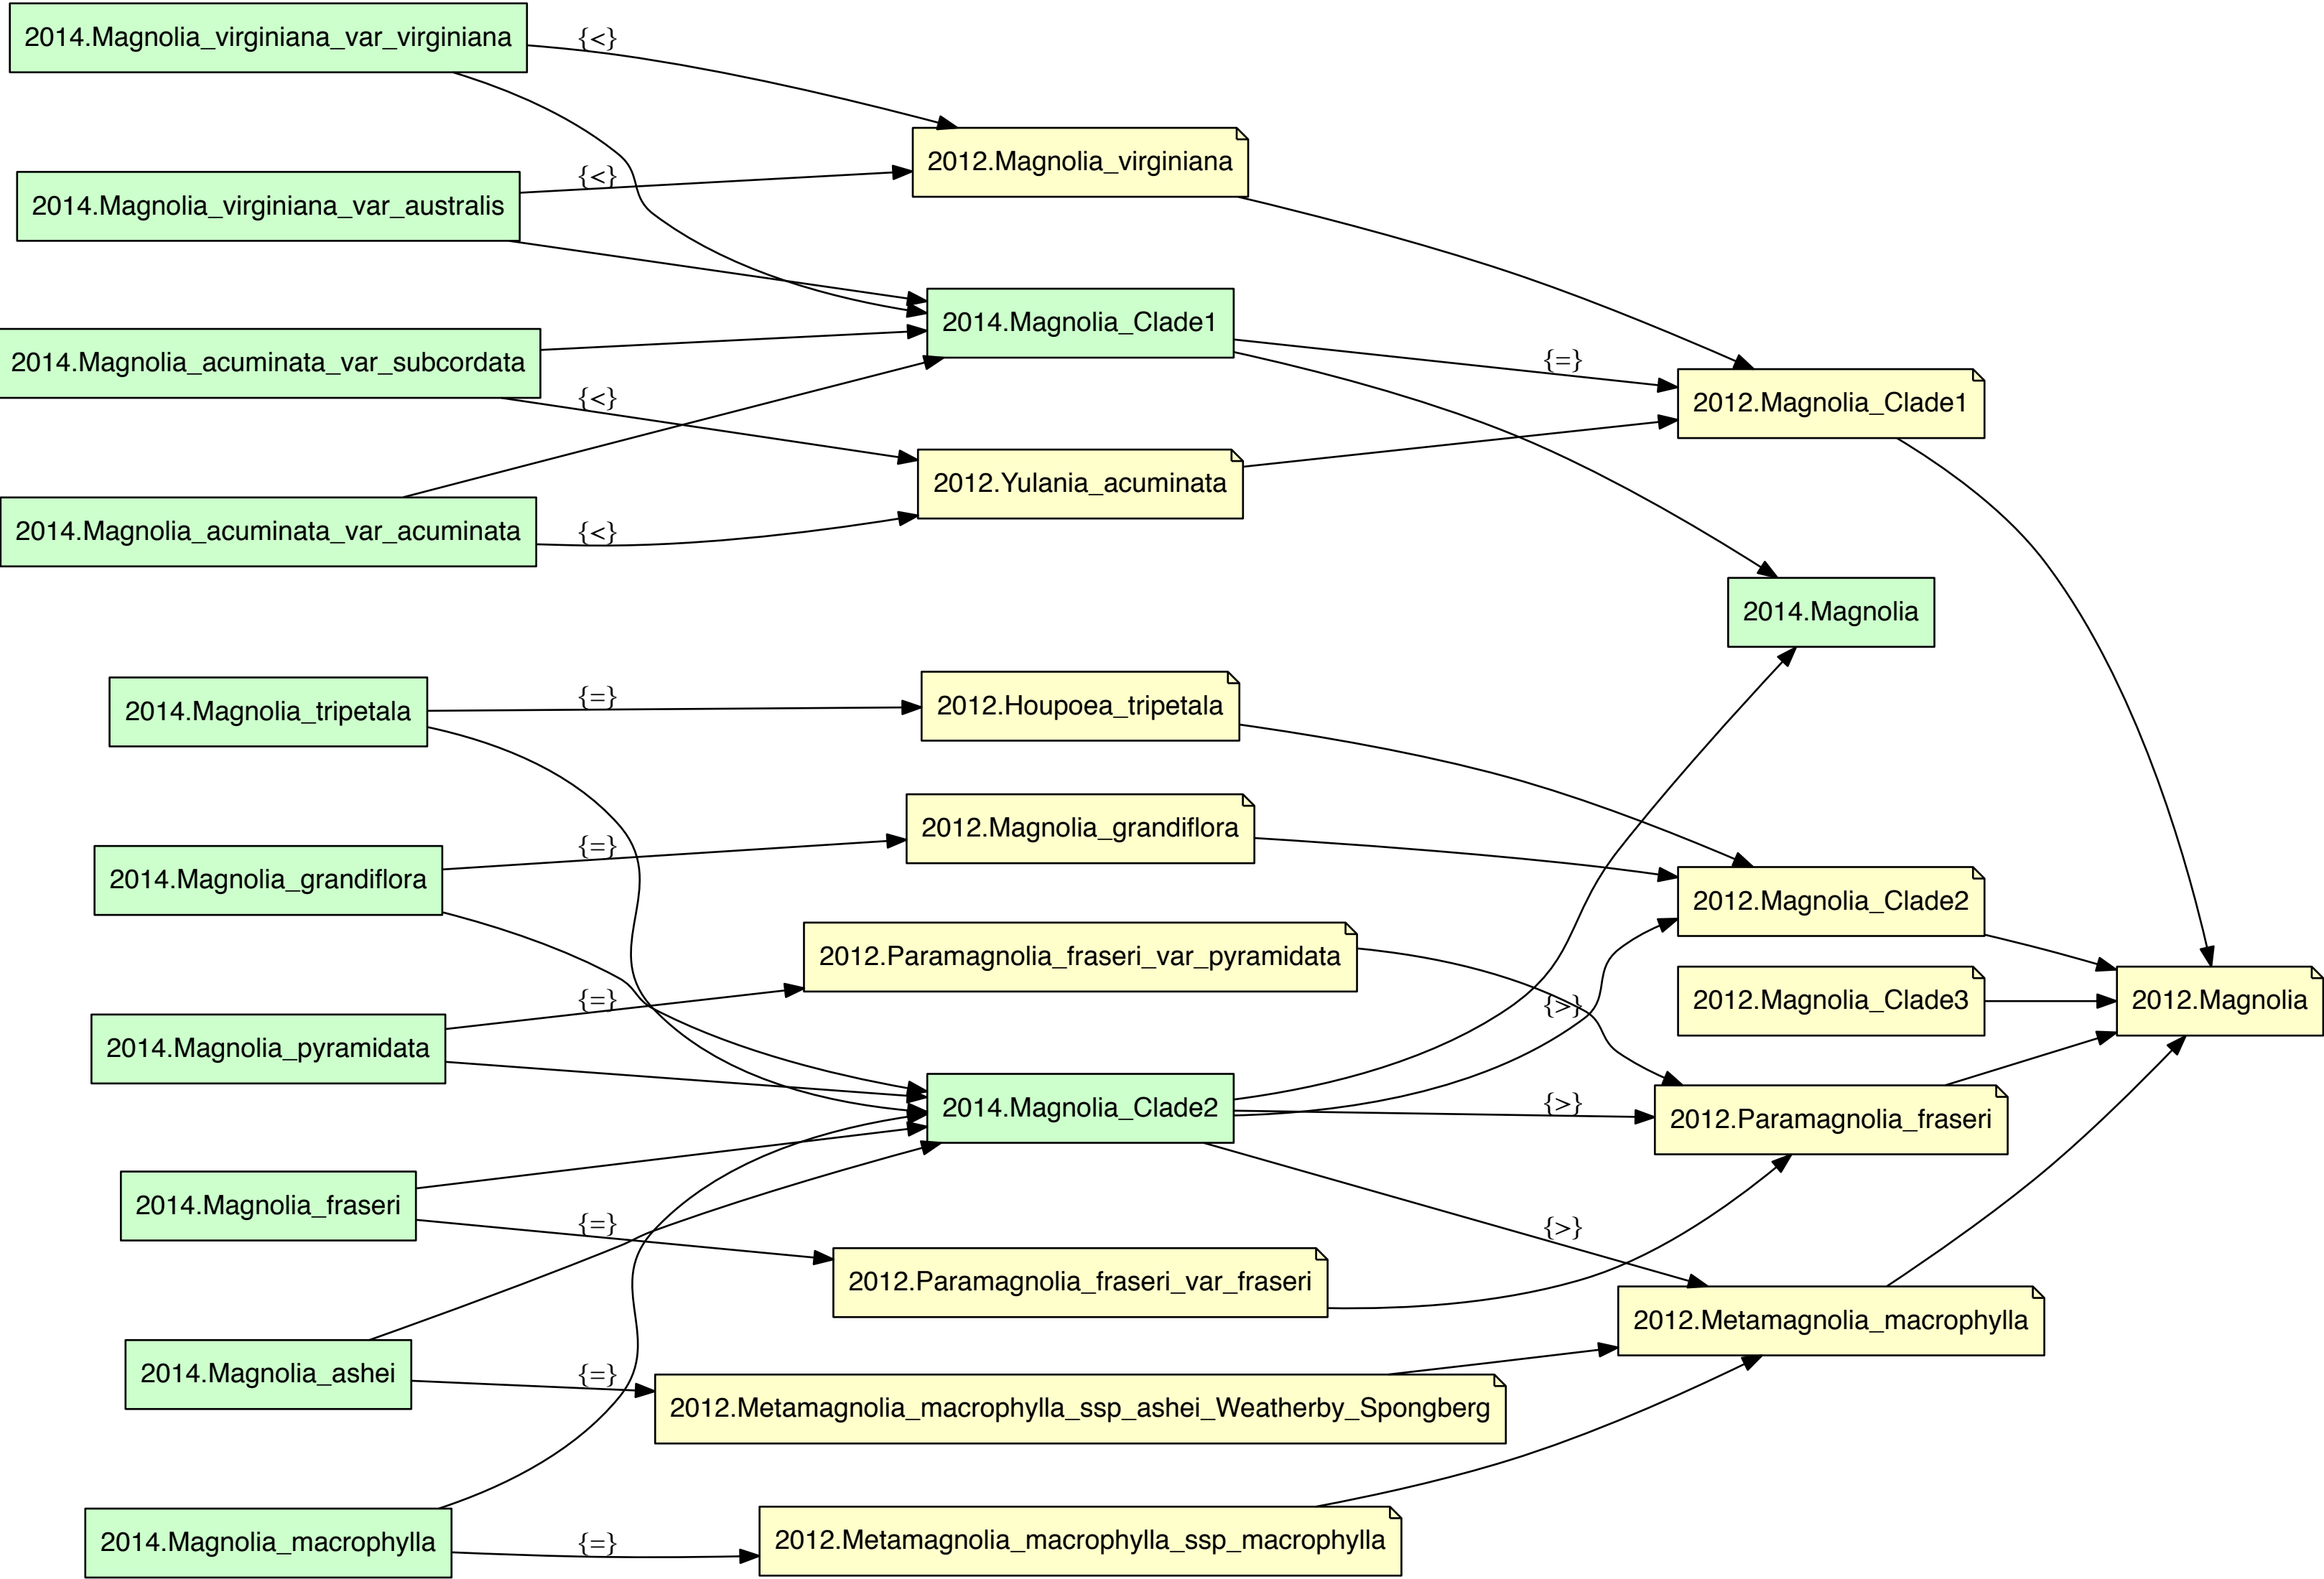 2014.Magnolia_virginiana_var_virginiana
{<}
2012.Magnolia_virginiana
2014.Magnolia_virginiana_var_australis
{<}
2014.Magnolia_Clade1
{=}
2014.Magnolia_acuminata_var_subcordata
{<}
2012.Magnolia_Clade1
2012.Yulania_acuminata
2014.Magnolia_acuminata_var_acuminata
{<}
2014.Magnolia
2014.Magnolia_tripetala
{=}
2012.Houpoea_tripetala
2012.Magnolia_grandiflora
2014.Magnolia_grandiflora
{=}
2012.Magnolia_Clade2
2012.Paramagnolia_fraseri_var_pyramidata
{=}
{>}
2012.Magnolia_Clade3
2012.Magnolia
2014.Magnolia_pyramidata
2014.Magnolia_Clade2
{>}
2012.Paramagnolia_fraseri
2014.Magnolia_fraseri
{=}
{>}
2012.Paramagnolia_fraseri_var_fraseri
2012.Metamagnolia_macrophylla
2014.Magnolia_ashei
{=}
2012.Metamagnolia_macrophylla_ssp_ashei_Weatherby_Spongberg
2014.Magnolia_macrophylla
{=}
2012.Metamagnolia_macrophylla_ssp_macrophylla